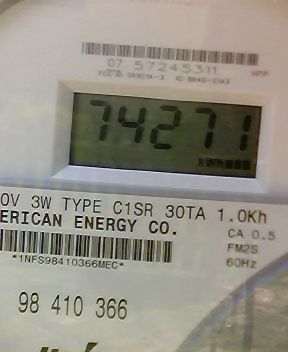 07 57245311
74271
kWh
0V 3W TYPE C1SR 30TA 1.0Kh
ERICAN ENERGY CO.
CA 0.5
FM2S
*1NFS98410366MEC*
60Hz
98 410 366